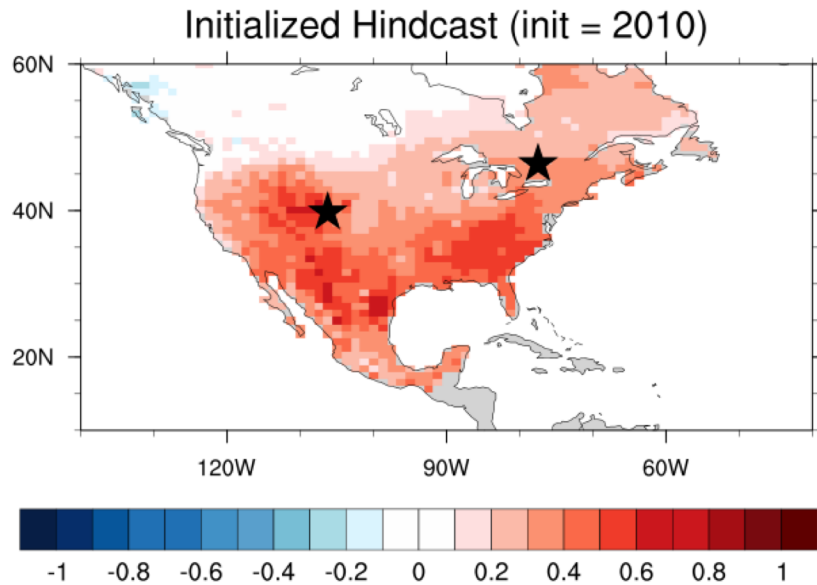 Initialized Hindcast (init = 2010)
60N
40N
20N
120W 90W 60W
-1 -0.8 -0.6 -0.4 -0.2 0 0.2 0.4 0.6 0.8 1